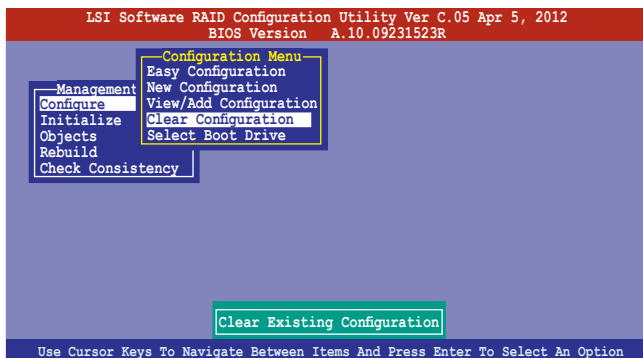 LSI Software RAID Configuration Utility Ver C.05 Apr 5, 2012
BIOS Version A.10.09231523R
Configuration Menu
Easy Configuration
New Configuration
View/Add Configuration
Clear Configuration
Select Boot Drive
Management
Configure
Initialize
Objects
Rebuild
Check Consistency
Clear Existing Configuration
Use Cursor Keys To Navigate Between Items And Press Enter To Select An Option